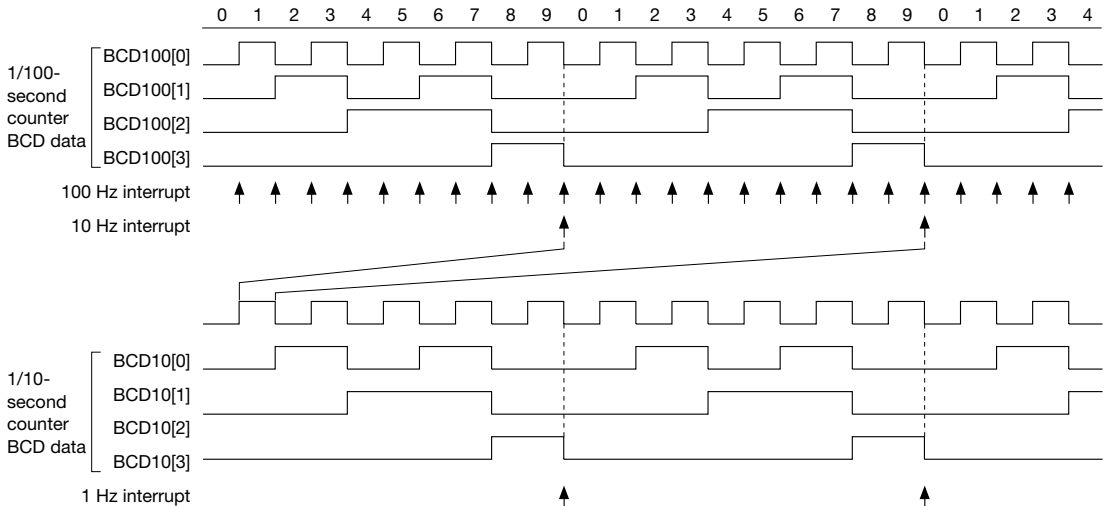 0 1 2 3 4 5 6 7 8 9 0 1 2 3 4 5 6 7 8 9 0 1 2 3 4
1/100-
second
counter
BCD data
BCD100[0]
BCD100[1]
BCD100[2]
BCD100[3]
100 Hz interrupt
10 Hz interrupt
1/10-
second
counter
BCD data
BCD10[0]
BCD10[1]
BCD10[2]
BCD10[3]
1 Hz interrupt